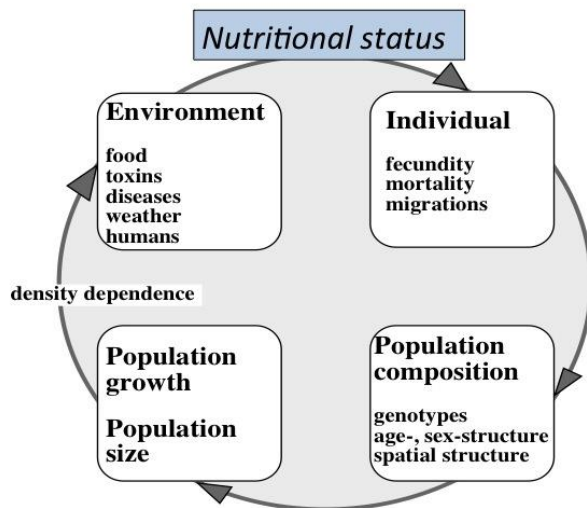 Nutritional status
Environment
food
toxins
diseases
weather
humans
Individual
fecundity
mortality
migrations
density dependence
Population
growth
Population
size
Population
composition
genotypes
age-, sex-structure
spatial structure